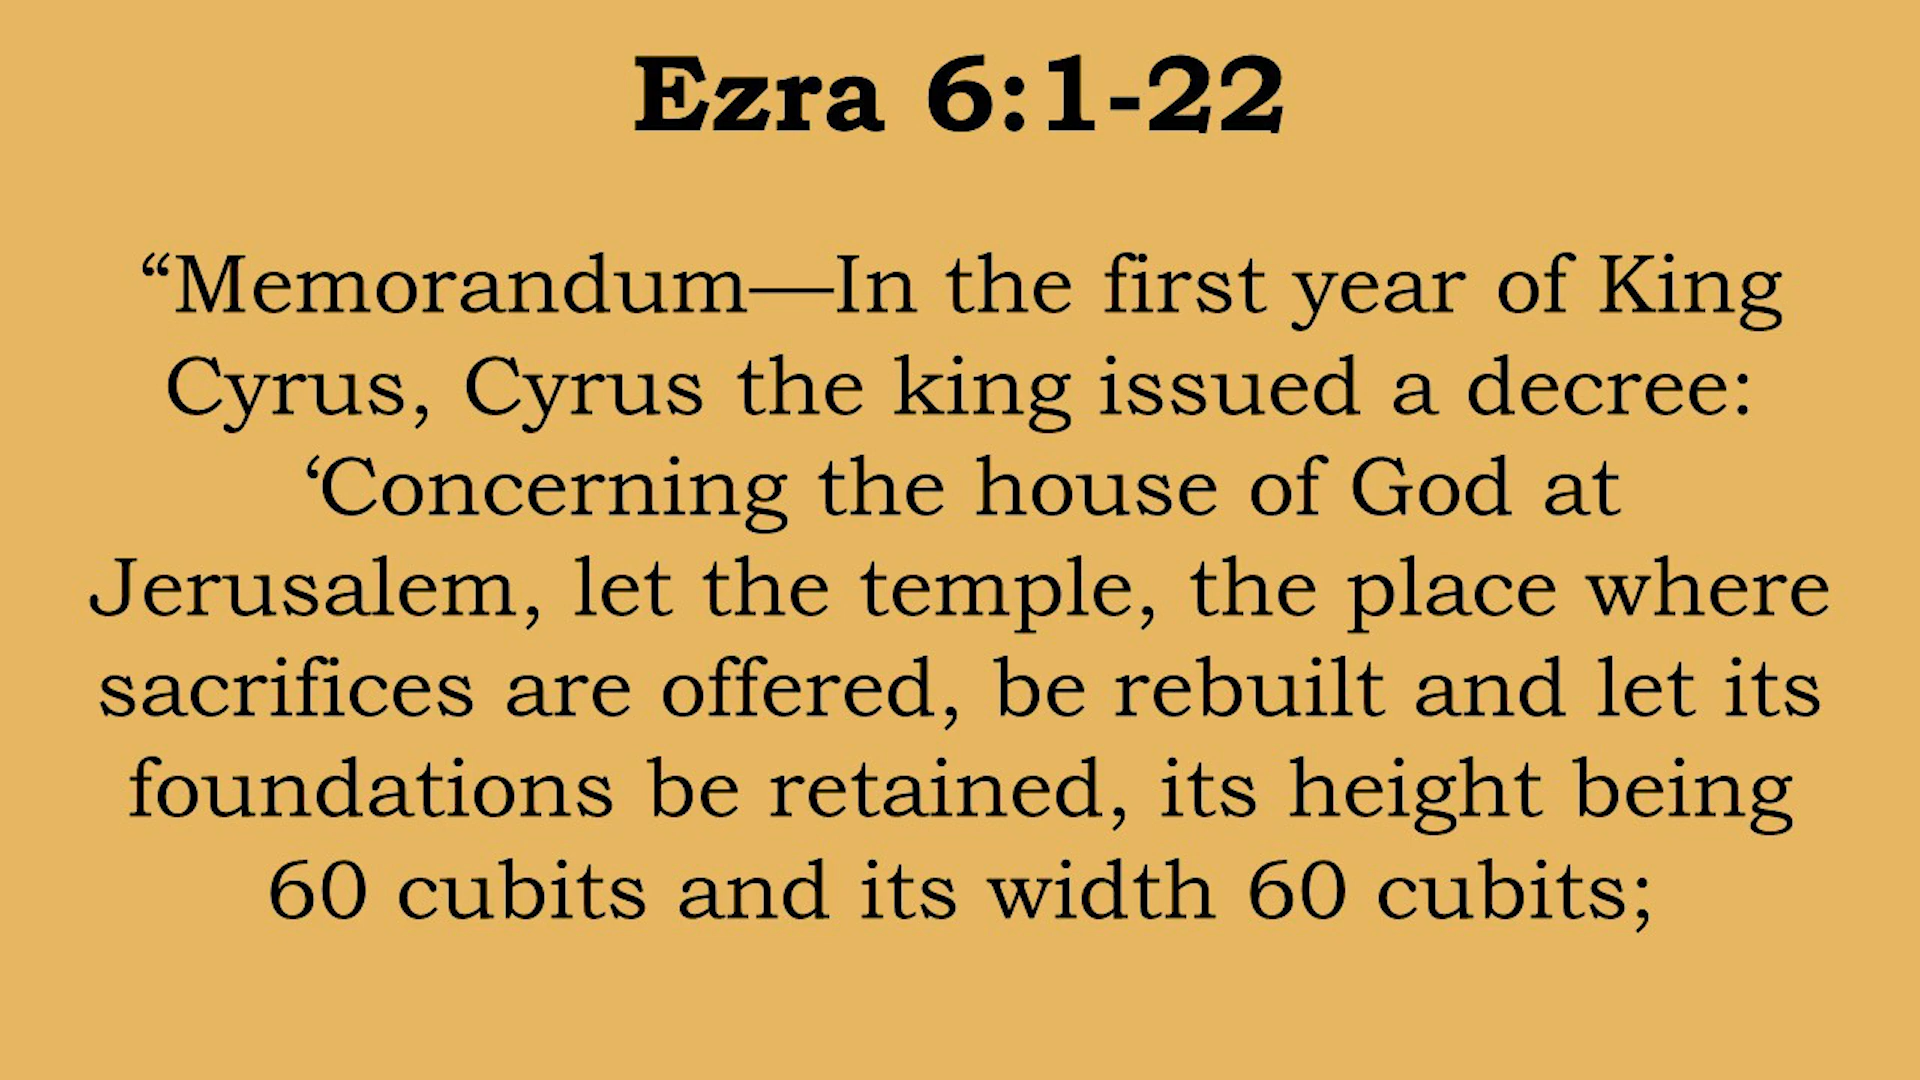 Ezra 6:1-22
“Memorandum—In the first year of King
Cyrus, Cyrus the king issued a decree:
‘Concerning the house of God at
Jerusalem, let the temple, the place where
sacrifices are offered, be rebuilt and let its
foundations be retained, its height being
60 cubits and its width 60 cubits;